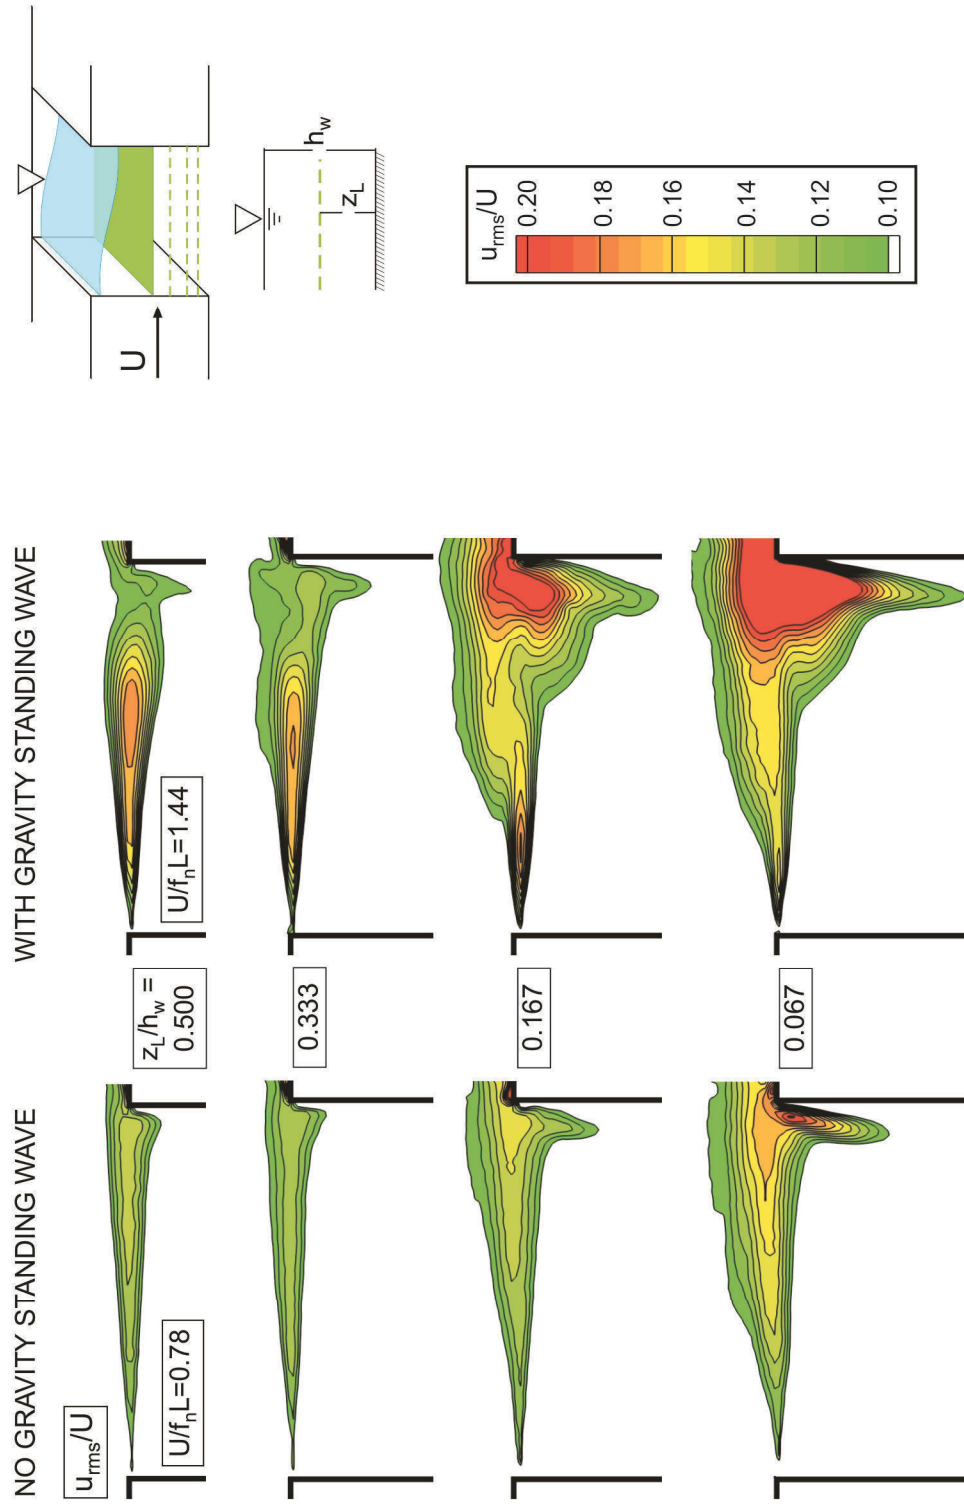 NO GRAVITY STANDING WAVE
WITH GRAVITY STANDING WAVE
u_rms/U
U/f_nL=0.78
z_L/h_w =
0.500
U/f_nL=1.44
0.333
0.167
0.067
U
h_w
z_L
u_rms/U
0.20
0.18
0.16
0.14
0.12
0.10